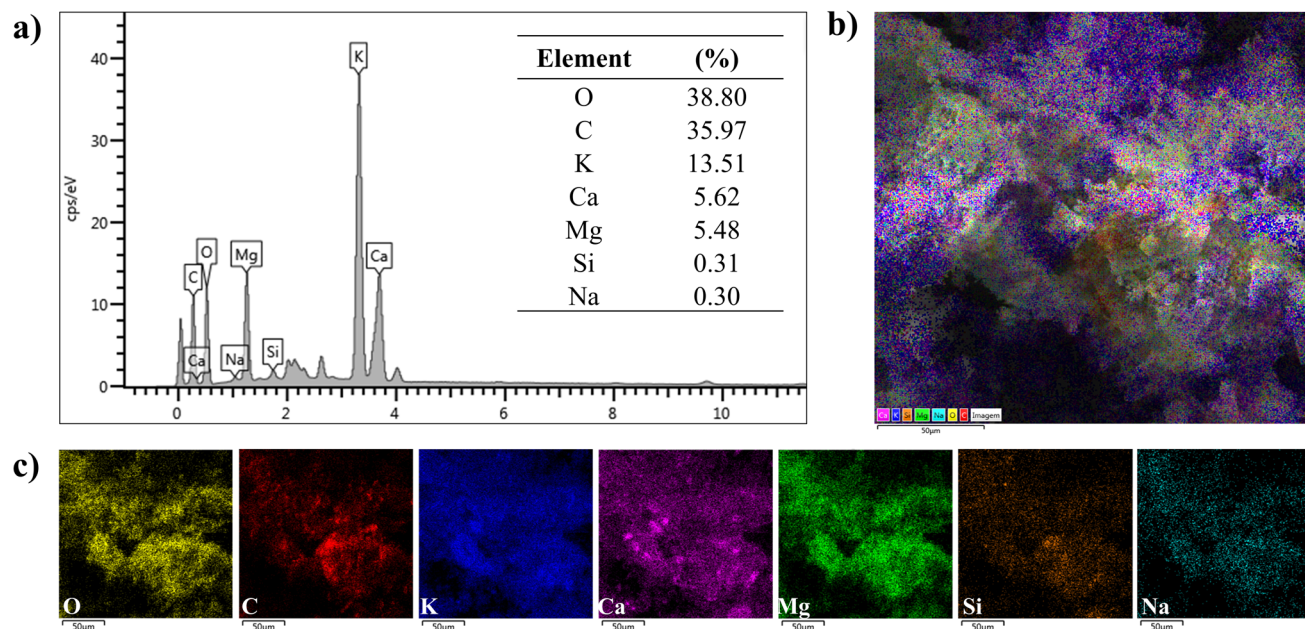 a)
cps/eV
40
30
20
10
0
0 2 4 6 8 10
C
Ca
O
Na
Mg
Si
K
Ca
Element (%)
O 38.80
C 35.97
K 13.51
Ca 5.62
Mg 5.48
Si 0.31
Na 0.30
b)
Ca K Si Mg Na O C Imagem
50μm
c)
O C K Ca Mg Si Na
50μm 50μm 50μm 50μm 50μm 50μm 50μm